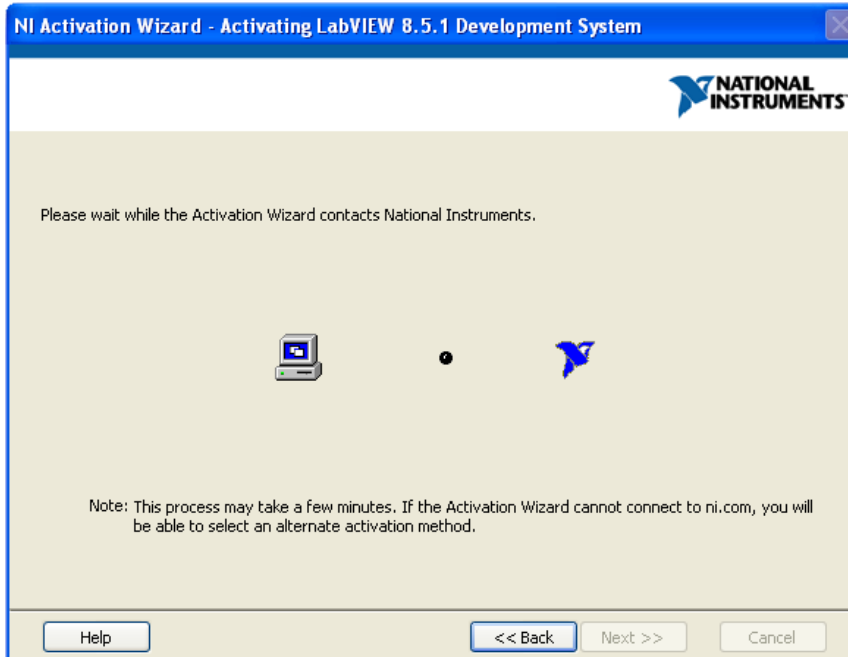 NI Activation Wizard - Activating LabVIEW 8.5.1 Development System
NATIONAL
INSTRUMENTS™
Please wait while the Activation Wizard contacts National Instruments.
Note: This process may take a few minutes. If the Activation Wizard cannot connect to ni.com, you will
be able to select an alternate activation method.
Help
<< Back
Next >>
Cancel